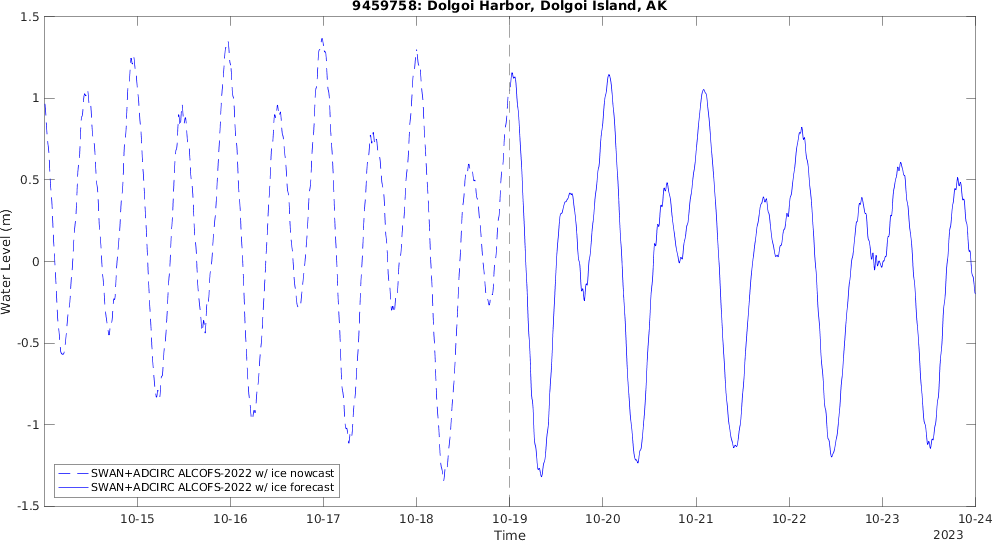 9459758: Dolgoi Harbor, Dolgoi Island, AK
1.5
1
0.5
0
-0.5
-1
-1.5
Water Level (m)
SWAN+ADCIRC ALCOFS-2022 w/ ice nowcast
SWAN+ADCIRC ALCOFS-2022 w/ ice forecast
10-15 10-16 10-17 10-18 10-19 10-20 10-21 10-22 10-23 10-24
Time
2023